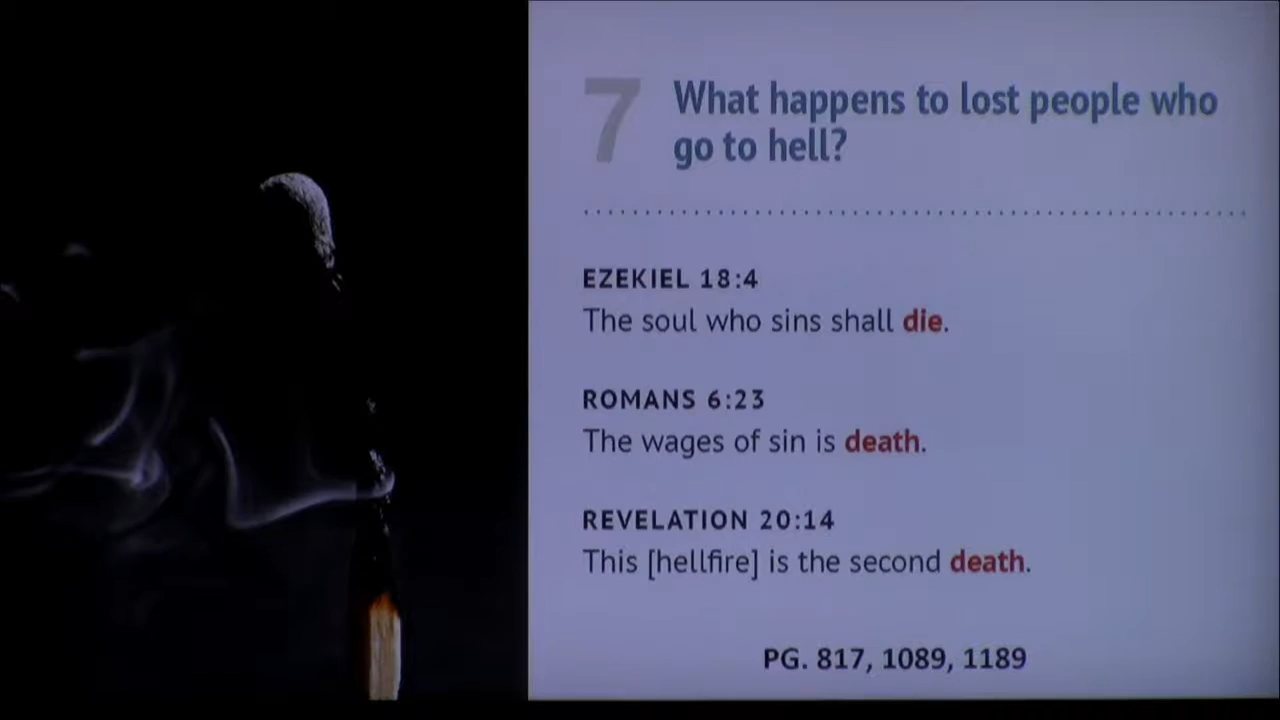 7
What happens to lost people who
go to hell?
EZEKIEL 18:4
The soul who sins shall die.
ROMANS 6:23
The wages of sin is death.
REVELATION 20:14
This [hellfire] is the second death.
PG. 817, 1089, 1189